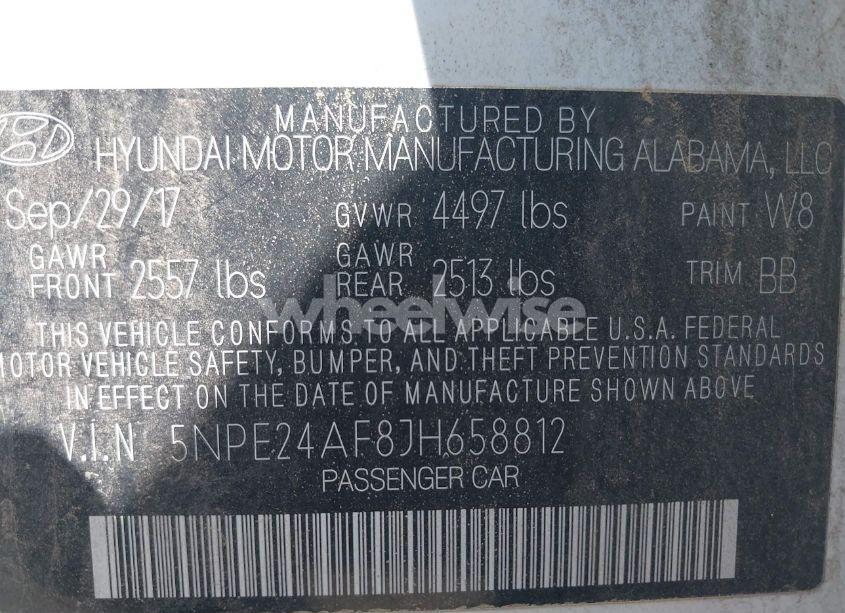 MANUFACTURED BY
HYUNDAI MOTOR MANUFACTURING ALABAMA, LLC
Sep/29/17 GVWR 4497 lbs PAINT W8
GAWR FRONT 2557 lbs GAWR REAR 2513 lbs TRIM BB
wheelwise
THIS VEHICLE CONFORMS TO ALL APPLICABLE U.S.A. FEDERAL
MOTOR VEHICLE SAFETY, BUMPER, AND THEFT PREVENTION STANDARDS
IN EFFECT ON THE DATE OF MANUFACTURE SHOWN ABOVE
V.I.N 5NPE24AF8JH658812
PASSENGER CAR